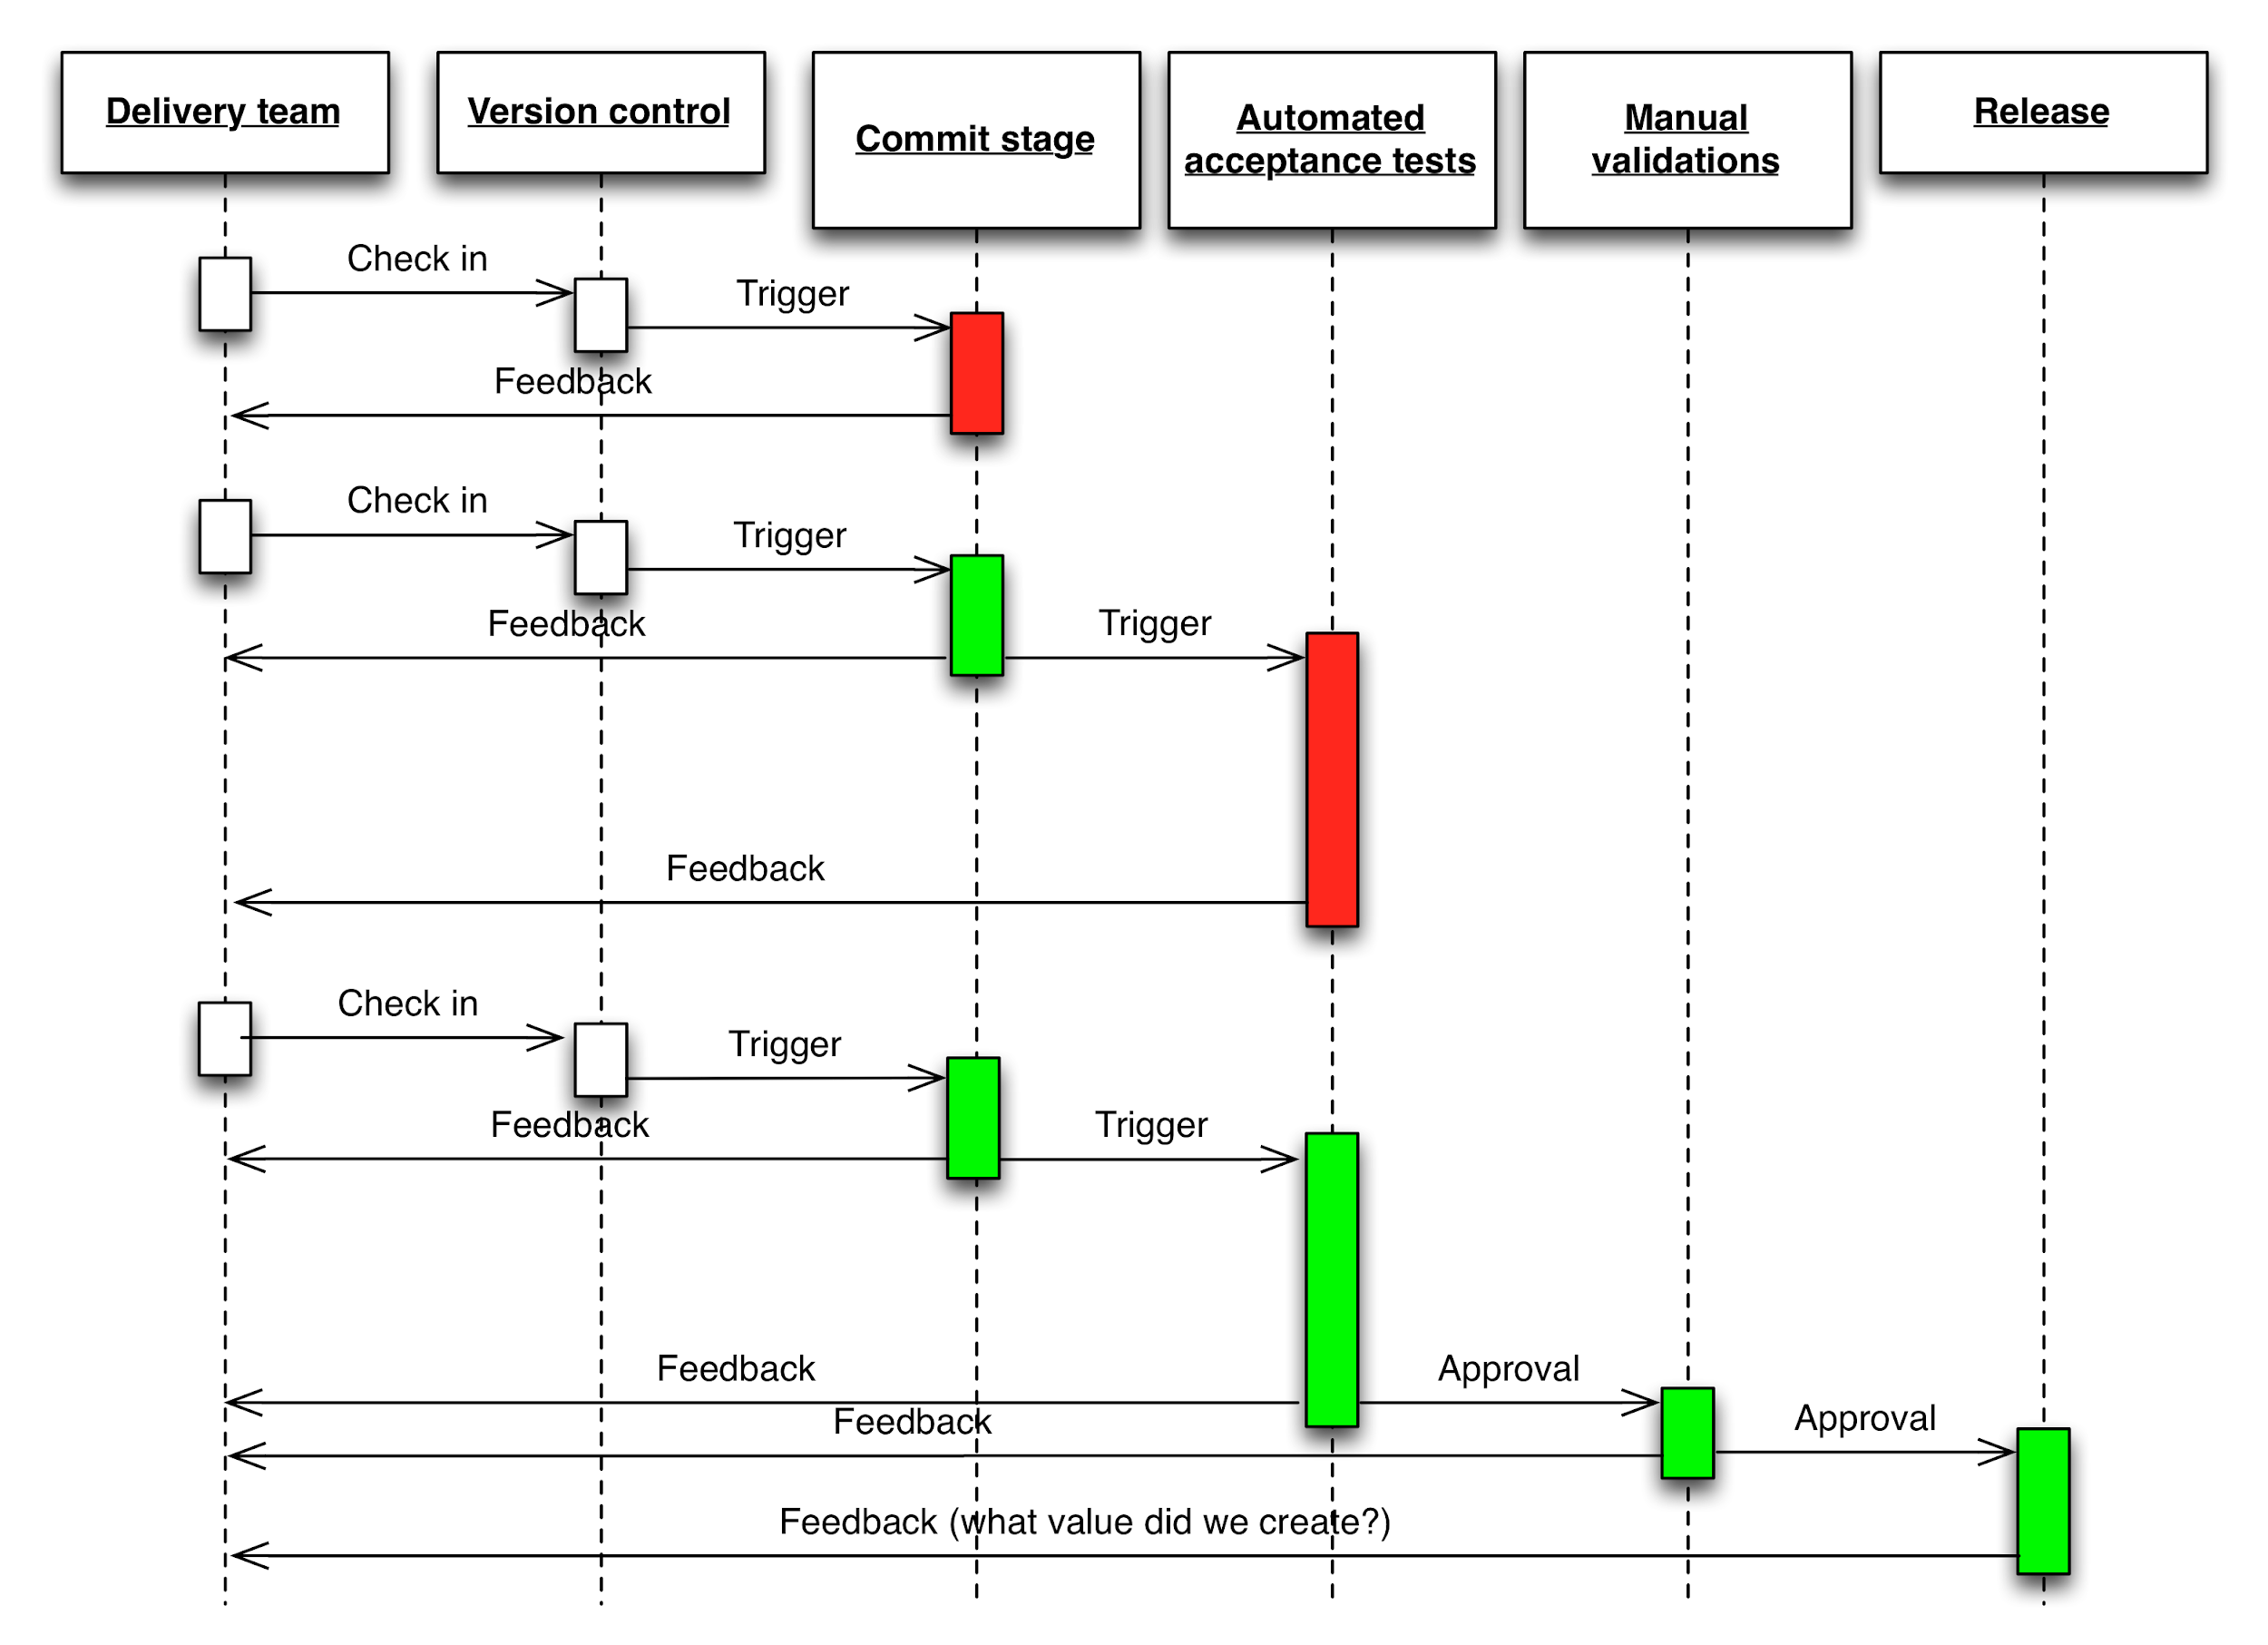 Delivery team
Version control
Commit stage
Automated
acceptance tests
Manual
validations
Release
Check in
Trigger
Feedback
Check in
Trigger
Feedback
Trigger
Feedback
Check in
Trigger
Feedback
Trigger
Feedback
Approval
Feedback
Approval
Feedback (what value did we create?)